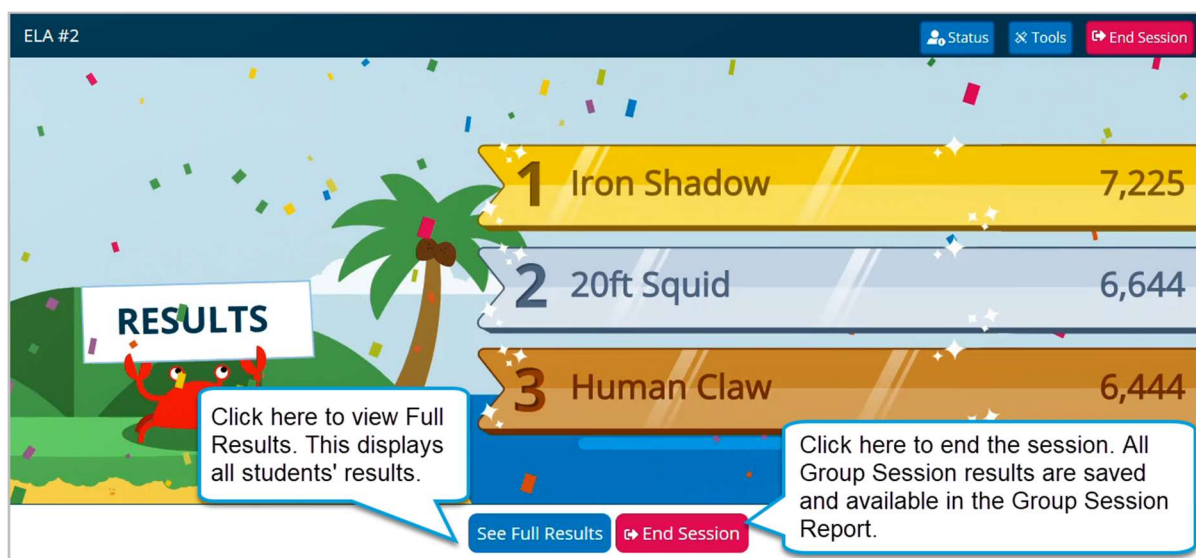 ELA #2
Status
Tools
End Session
1 Iron Shadow 7,225
2 20ft Squid 6,644
3 Human Claw 6,444
RESULTS
Click here to view Full
Results. This displays
all students' results.
Click here to end the session. All
Group Session results are saved
and available in the Group Session
Report.
See Full Results
End Session